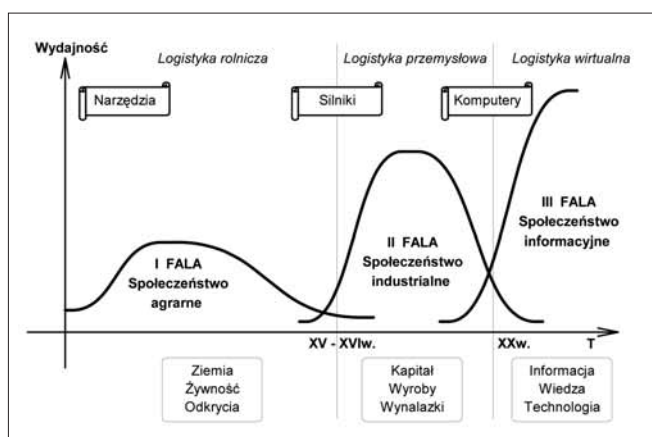 Wydajność
Logistyka rolnicza
Logistyka przemysłowa
Logistyka wirtualna
Narzędzia
Silniki
Komputery
I FALA
Społeczeństwo
agrarne
II FALA
Społeczeństwo
industrialne
III FALA
Społeczeństwo
informacyjne
XV - XVIw.
XXw.
T
Ziemia
Żywność
Odkrycia
Kapitał
Wyroby
Wynalazki
Informacja
Wiedza
Technologia